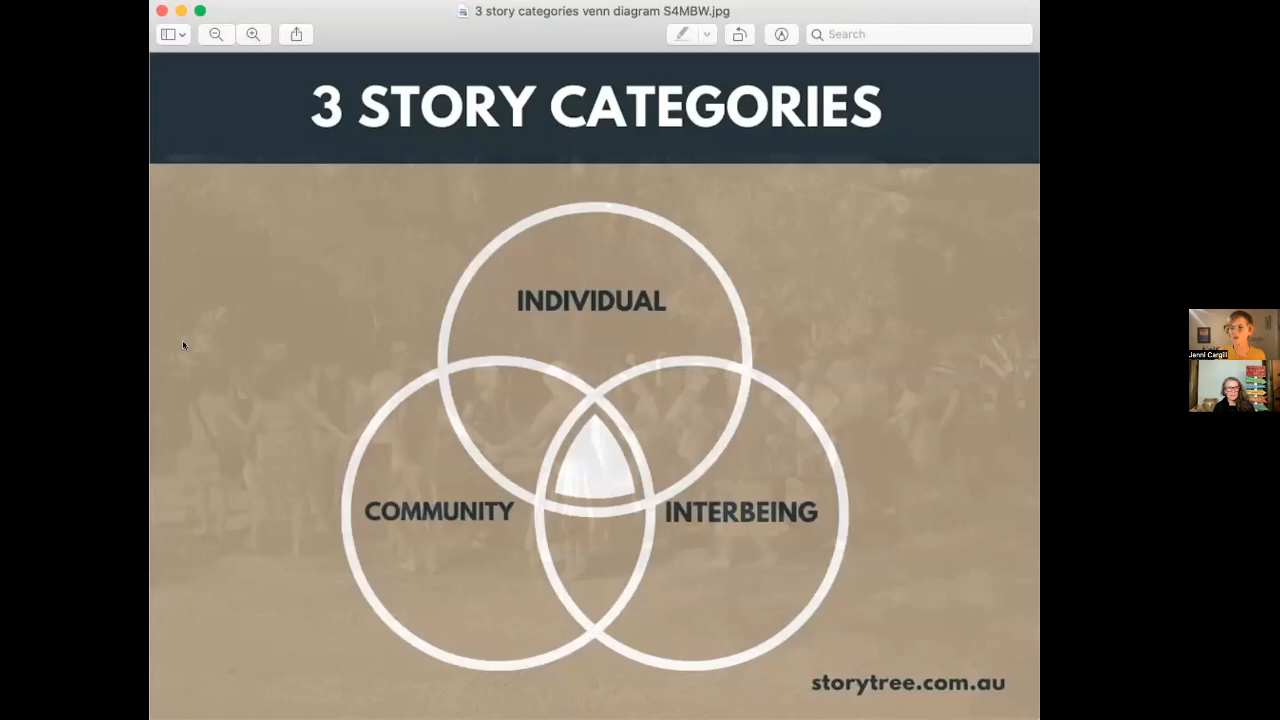 3 story categories venn diagram S4MBW.jpg
Search
3 STORY CATEGORIES
INDIVIDUAL
COMMUNITY
INTERBEING
storytree.com.au
Jenni Cargill